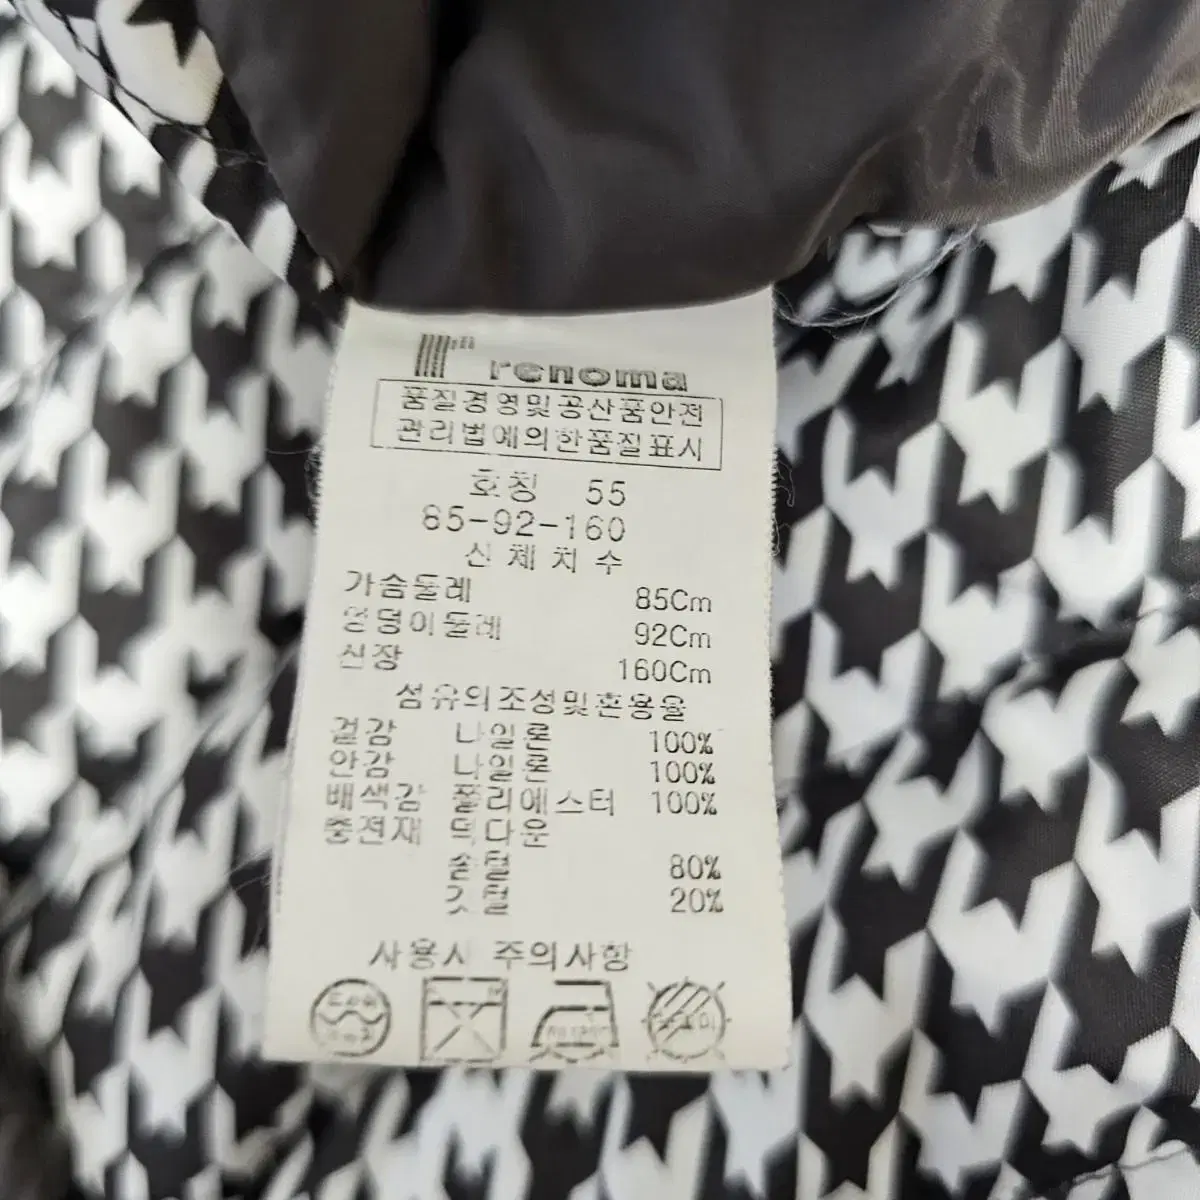 renoma
품질경영및공산품안전
관리법에의한품질표시
호칭 55
85-92-160
신체치수
가슴둘레 85Cm
엉덩이둘레 92Cm
신장 160Cm
섬유의조성및혼용율
겉감 나일론 100%
안감 나일론 100%
배색감 폴리에스터 100%
충전재 덕다운
솜털 80%
깃털 20%
사용시 주의사항